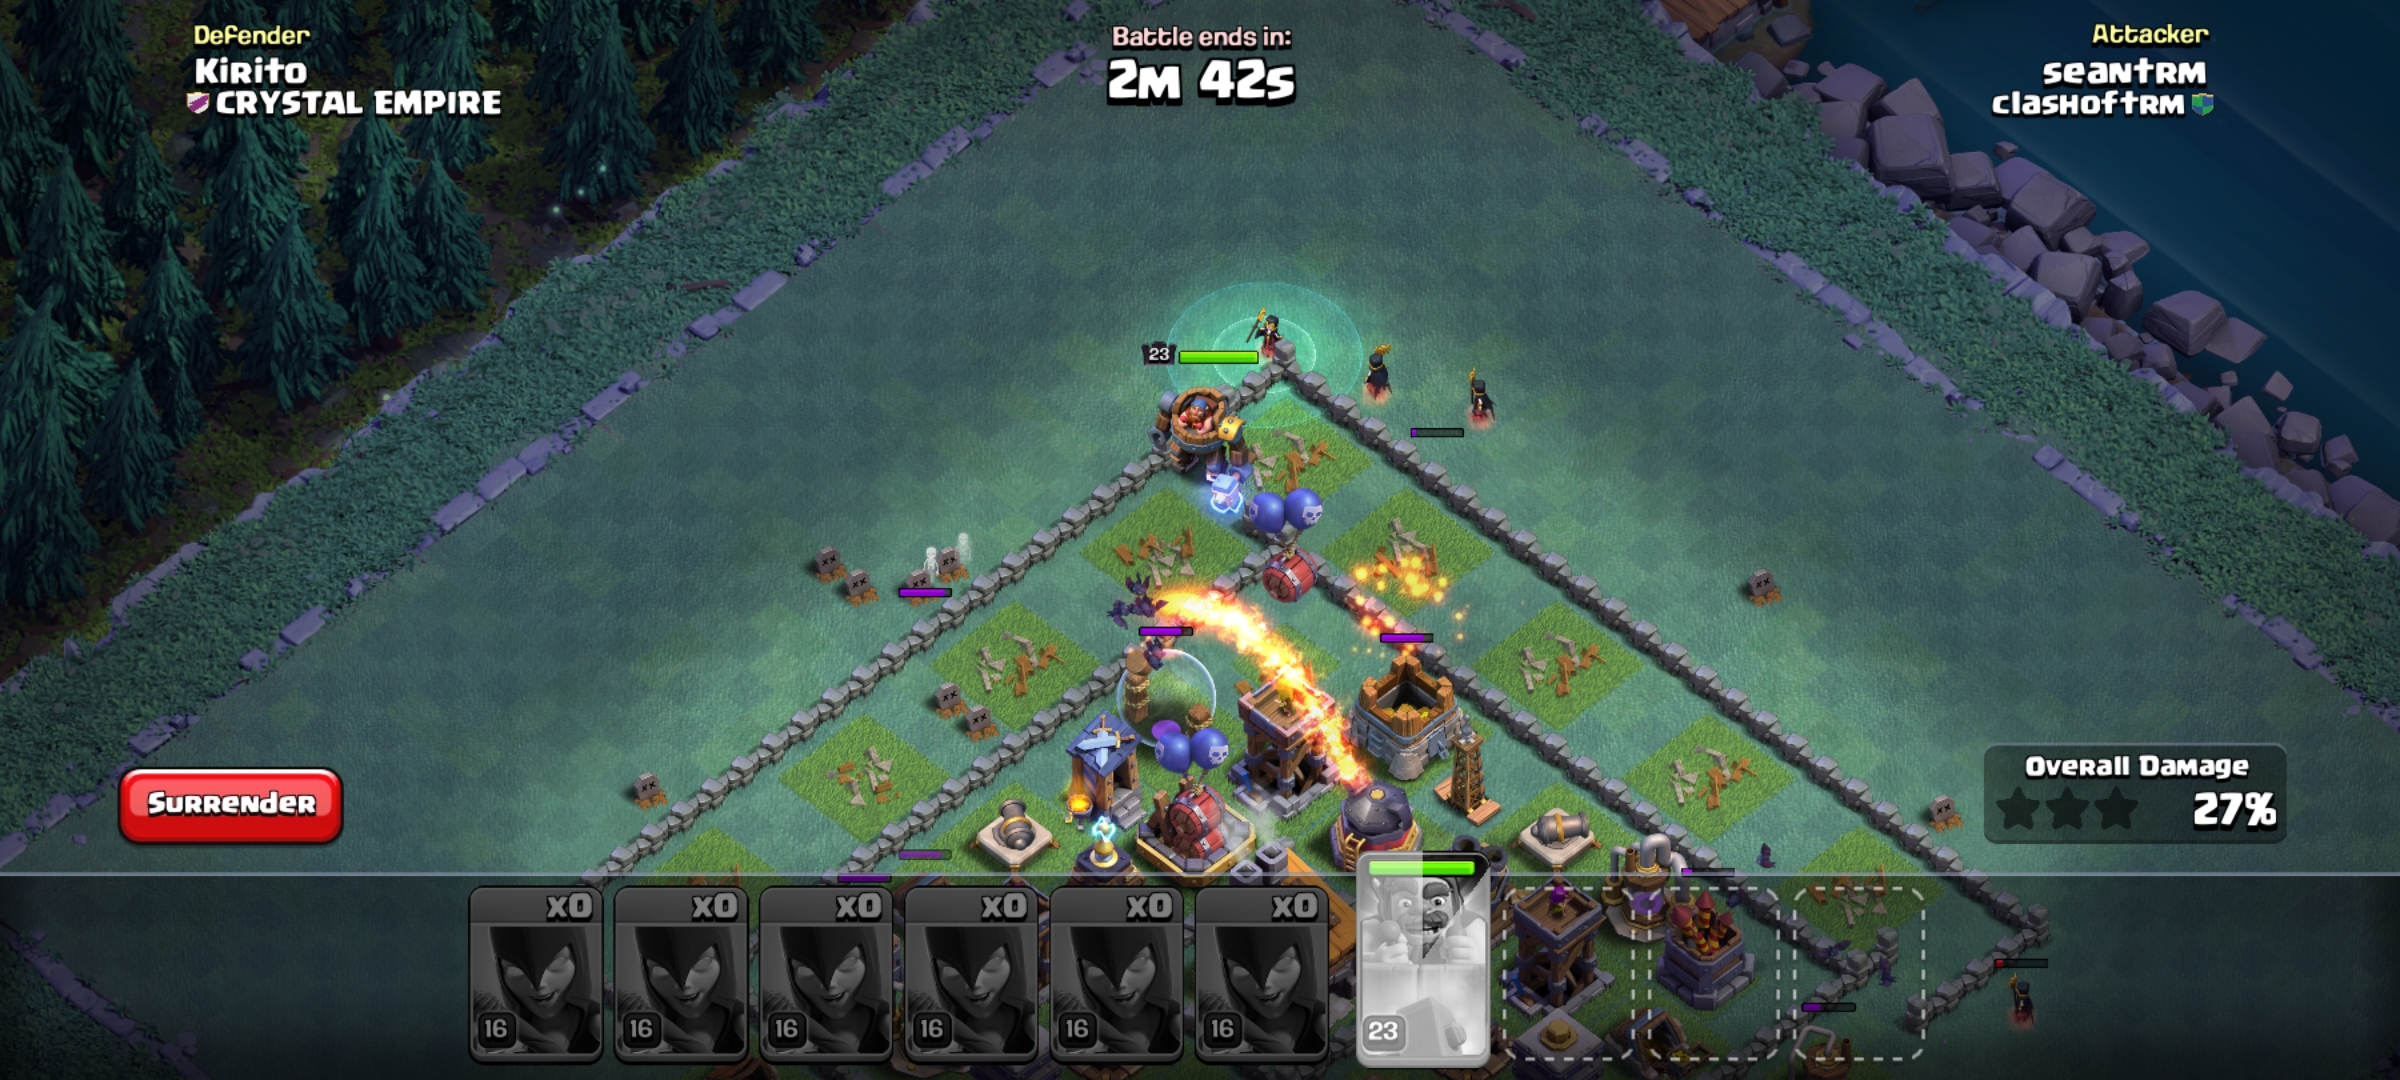 Defender
Kirito
CRYSTAL EMPIRE
Battle ends in:
2M 42s
Attacker
seantrm
clashoftrm
23
Surrender
Overall Damage
27%
x0
x0
x0
x0
x0
x0
16
16
16
16
16
16
23